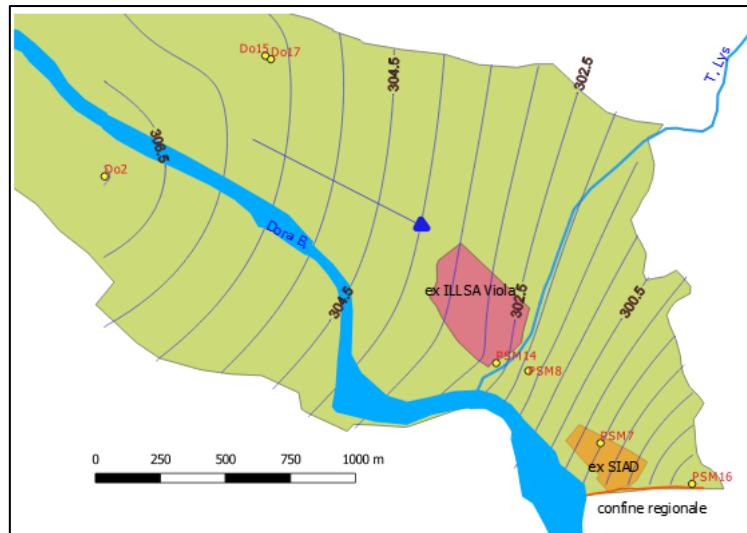 Do15
Do17
304.5
302.5
T, Lys
306.5
Do2
Dora B,
ex ILLSA Viola
304.5
302.5
300.5
PSM14
PSM8
PSM7
ex SIAD
PSM16
0 250 500 750 1000 m
confine regionale